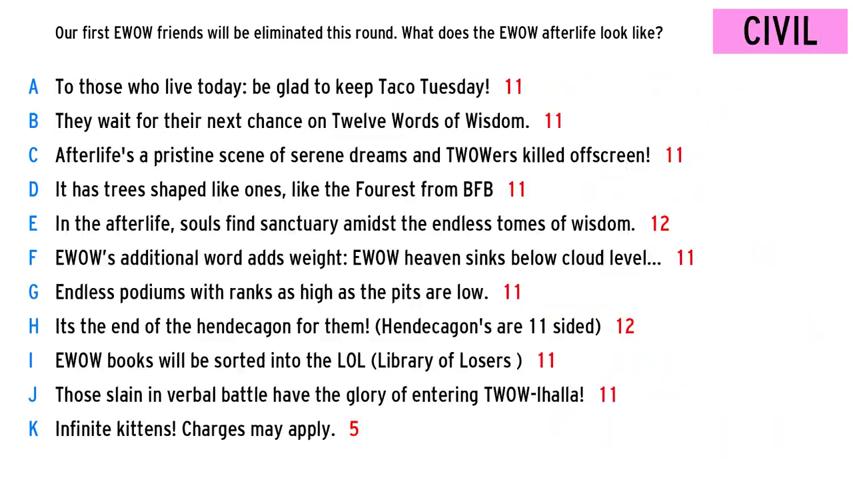 Our first EWOW friends will be eliminated this round. What does the EWOW afterlife look like?
CIVIL
A To those who live today: be glad to keep Taco Tuesday! 11
B They wait for their next chance on Twelve Words of Wisdom. 11
C Afterlife's a pristine scene of serene dreams and TWOWers killed offscreen! 11
D It has trees shaped like ones, like the Fourest from BFB 11
E In the afterlife, souls find sanctuary amidst the endless tomes of wisdom. 12
F EWOW’s additional word adds weight: EWOW heaven sinks below cloud level... 11
G Endless podiums with ranks as high as the pits are low. 11
H Its the end of the hendecagon for them! (Hendecagon's are 11 sided) 12
I EWOW books will be sorted into the LOL (Library of Losers ) 11
J Those slain in verbal battle have the glory of entering TWOW-lhalla! 11
K Infinite kittens! Charges may apply. 5